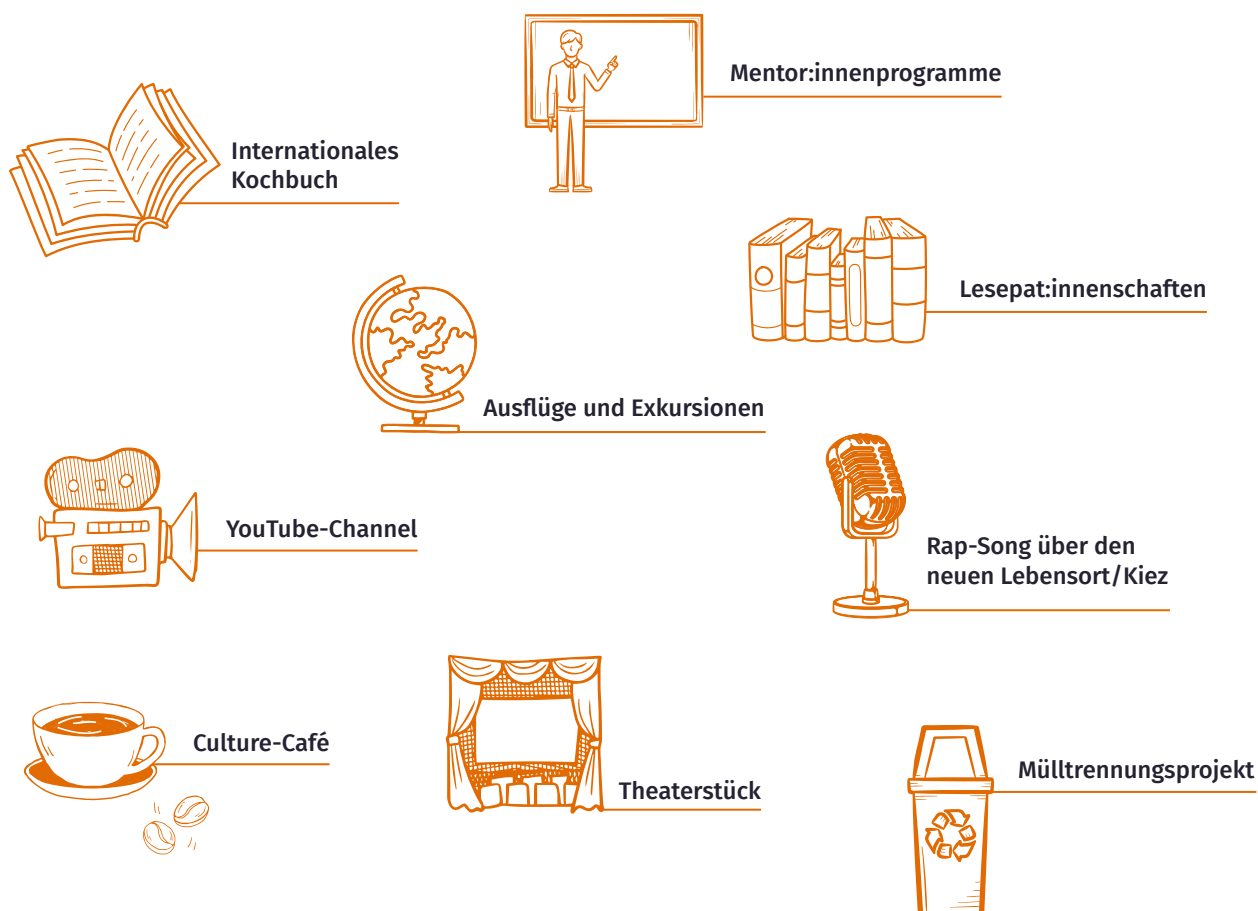 Mentor:innenprogramme
Internationales
Kochbuch
Lesepat:innenschaften
Ausflüge und Exkursionen
YouTube-Channel
Rap-Song über den
neuen Lebensort/Kiez
Culture-Café
Theaterstück
Mülltrennungsprojekt